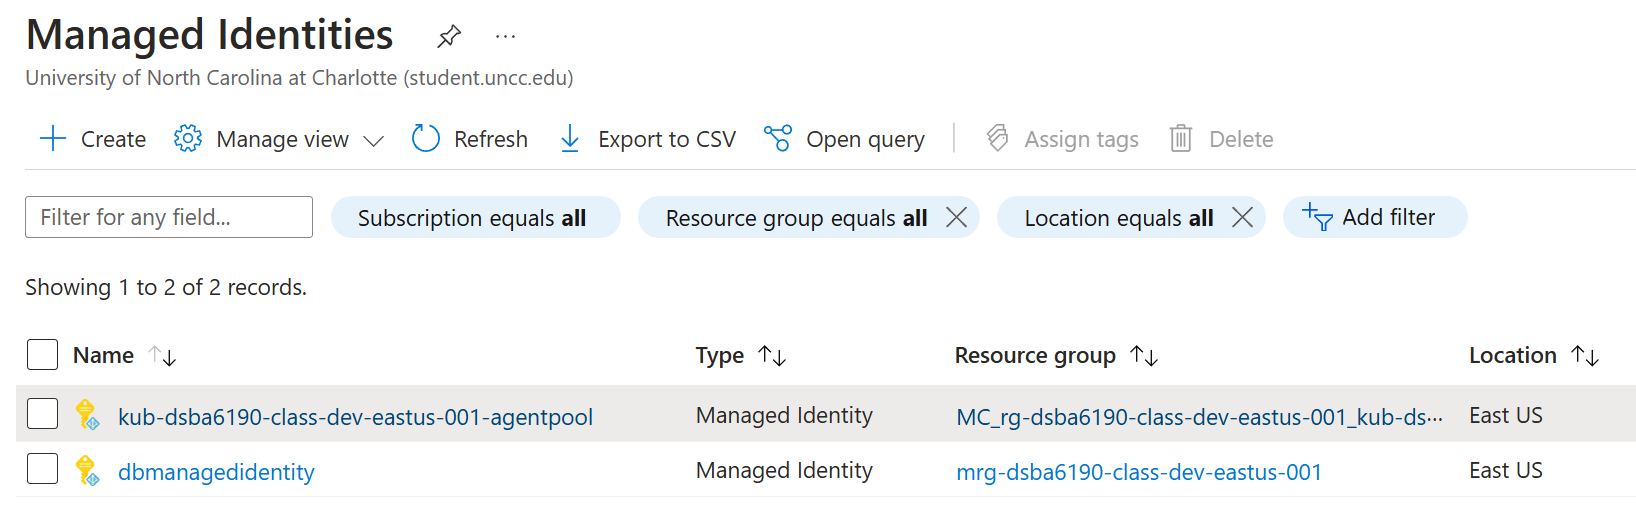 Managed Identities
University of North Carolina at Charlotte (student.uncc.edu)
Create Manage view Refresh Export to CSV Open query Assign tags Delete
Filter for any field... Subscription equals all Resource group equals all Location equals all Add filter
Showing 1 to 2 of 2 records.
Name Type Resource group Location
kub-dsba6190-class-dev-eastus-001-agentpool Managed Identity MC_rg-dsba6190-class-dev-eastus-001_kub-ds··· East US
dbmanagedidentity Managed Identity mrg-dsba6190-class-dev-eastus-001 East US